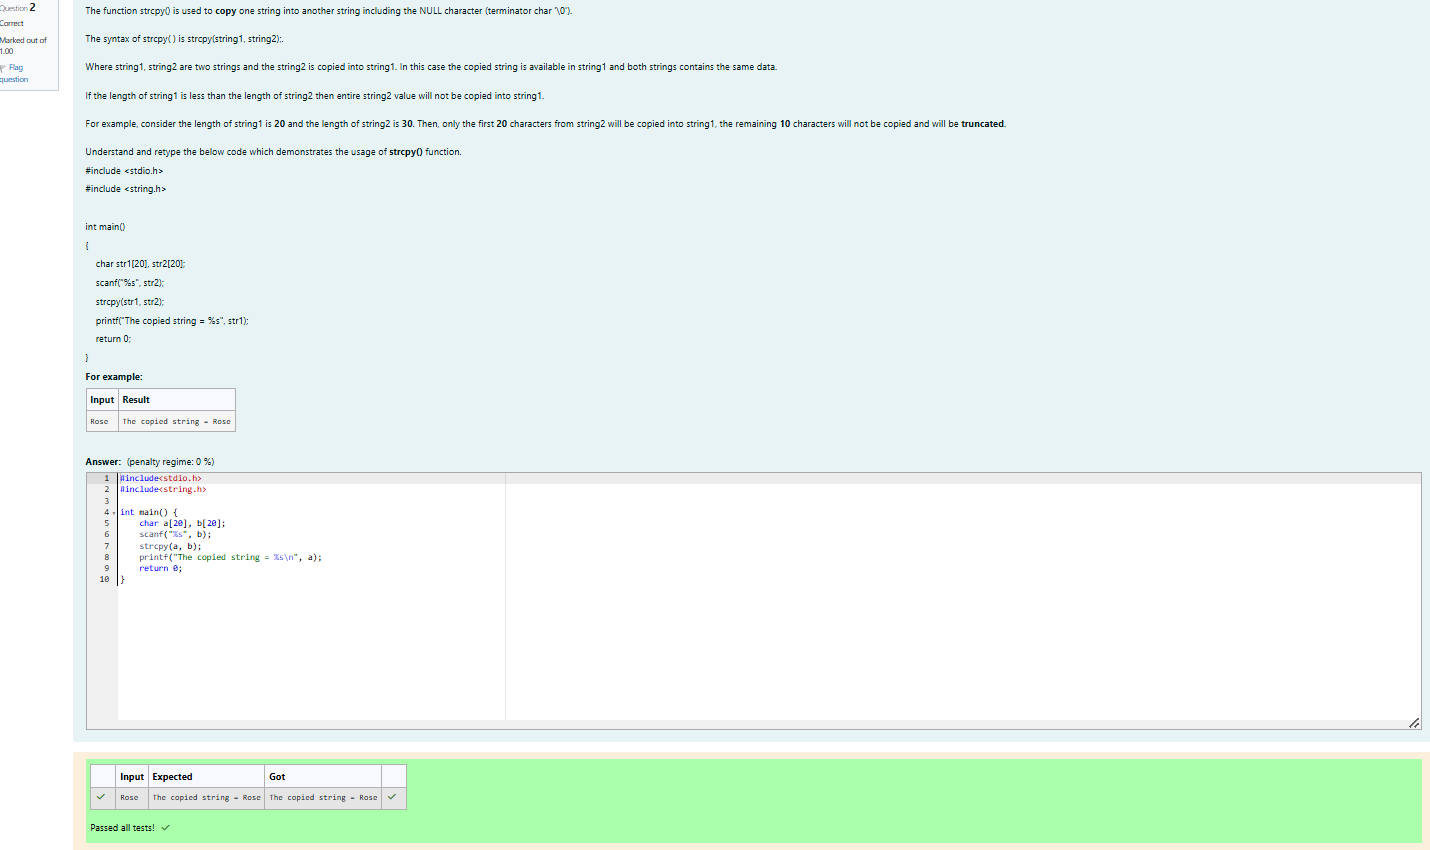 Question 2
Correct
Marked out of
1.00
Flag
question
The function strcpy() is used to copy one string into another string including the NULL character (terminator char '\0').
The syntax of strcpy( ) is strcpy(string1, string2);.
Where string1, string2 are two strings and the string2 is copied into string1. In this case the copied string is available in string1 and both strings contains the same data.
If the length of string1 is less than the length of string2 then entire string2 value will not be copied into string1.
For example, consider the length of string1 is 20 and the length of string2 is 30. Then, only the first 20 characters from string2 will be copied into string1, the remaining 10 characters will not be copied and will be truncated.
Understand and retype the below code which demonstrates the usage of strcpy() function.
#include <stdio.h>
#include <string.h>
int main()
{
char str1[20], str2[20];
scanf("%s", str2);
strcpy(str1, str2);
printf("The copied string = %s", str1);
return 0;
}
For example:
Input Result
Rose The copied string = Rose
Answer: (penalty regime: 0 %)
1 #include<stdio.h>
2 #include<string.h>
3
4 int main() {
5 char a[20], b[20];
6 scanf("%s", b);
7 strcpy(a, b);
8 printf("The copied string = %s\n", a);
9 return 0;
10 }
Input Expected Got
Rose The copied string = Rose The copied string = Rose
Passed all tests!